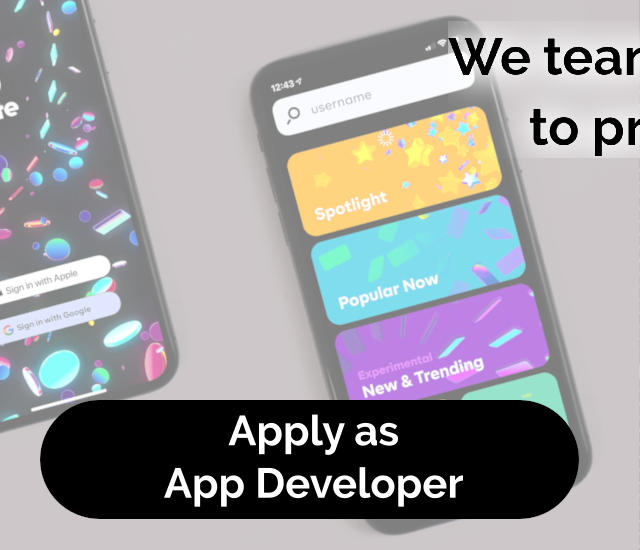 We tear
to pr
re
12:43
username
Spotlight
Popular Now
Experimental
New & Trending
Sign in with Apple
Sign in with Google
Apply as
App Developer